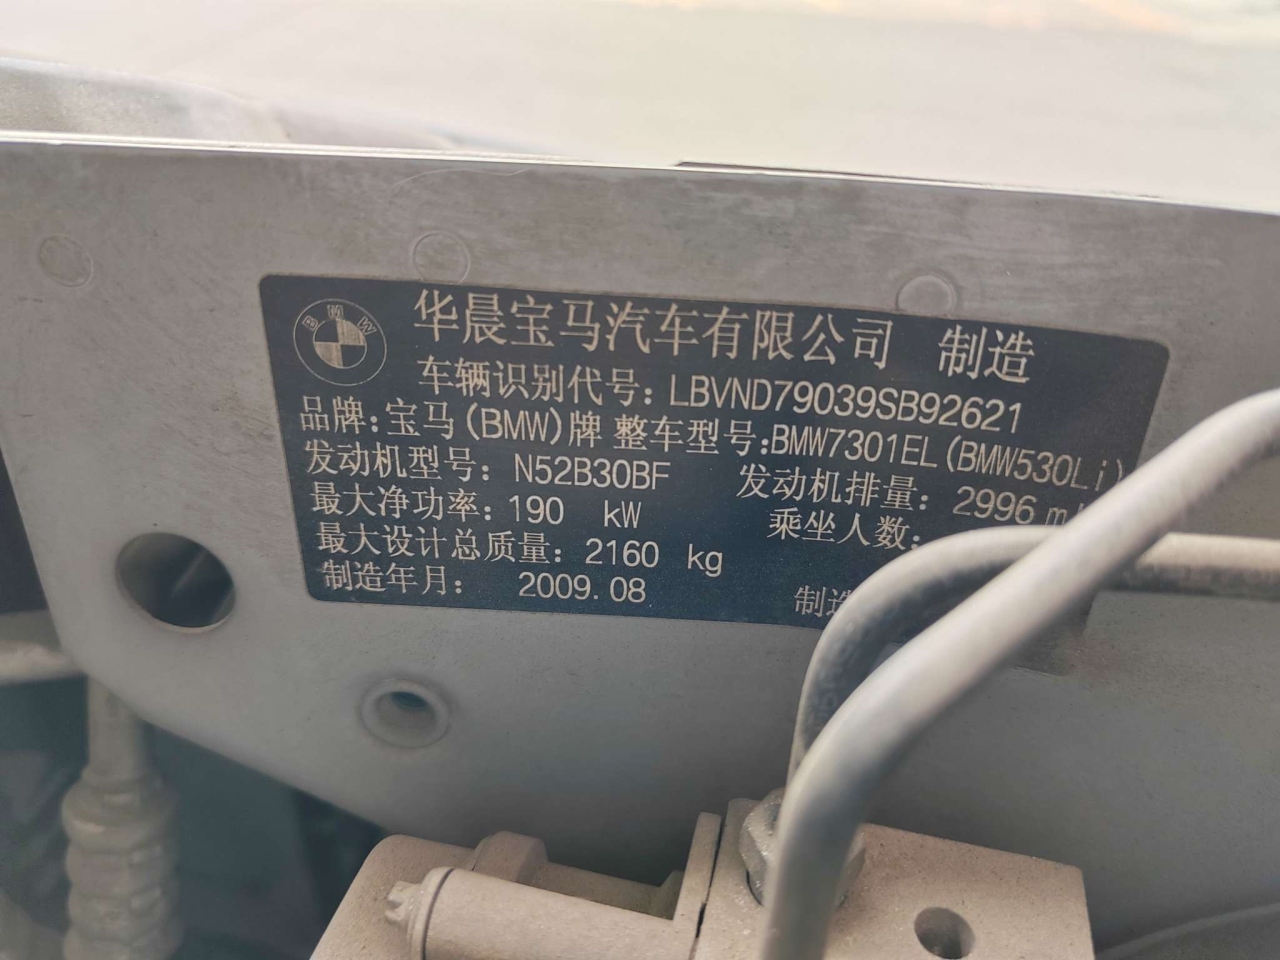 BMW
华晨宝马汽车有限公司 制造
车辆识别代号：LBVND79039SB92621
品牌：宝马(BMW)牌 整车型号：BMW7301EL(BMW530Li)
发动机型号：N52B30BF 发动机排量：2996 m
最大净功率：190 kW 乘坐人数：
最大设计总质量：2160 kg
制造年月：2009.08 制造